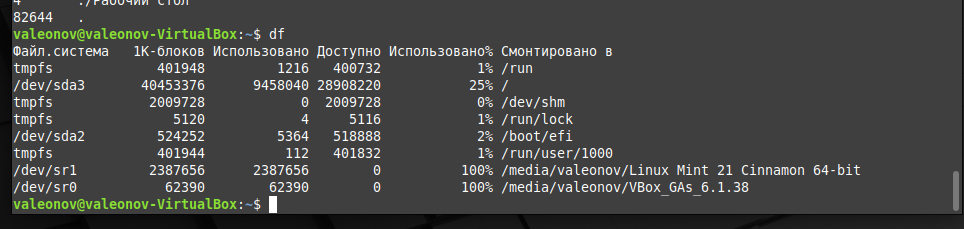 4       ./Рабочий стол
82644   .
valeonov@valeonov-VirtualBox:~$ df
Файл.система   1K-блоков Использовано Доступно Использовано% Смонтировано в
tmpfs             401948         1216   400732            1% /run
/dev/sda3       40453376      9458040 28908220           25% /
tmpfs            2009728            0  2009728            0% /dev/shm
tmpfs               5120            4     5116            1% /run/lock
/dev/sda2         524252         5364   518888            2% /boot/efi
tmpfs             401944          112   401832            1% /run/user/1000
/dev/sr1         2387656      2387656        0          100% /media/valeonov/Linux Mint 21 Cinnamon 64-bit
/dev/sr0           62390        62390        0          100% /media/valeonov/VBox_GAs_6.1.38
valeonov@valeonov-VirtualBox:~$